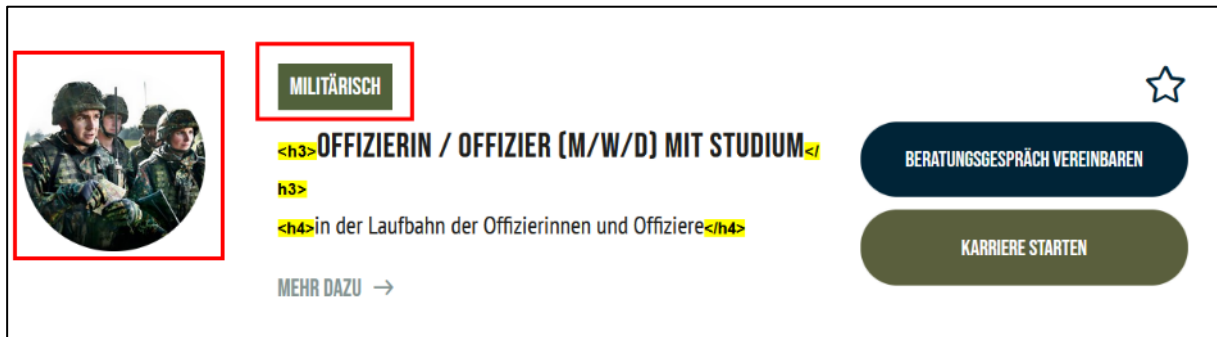 MILITÄRISCH
<h3>OFFIZIERIN / OFFIZIER (M/W/D) MIT STUDIUM</
h3>
<h4>in der Laufbahn der Offizierinnen und Offiziere</h4>
MEHR DAZU →
BERATUNGSGESPRÄCH VEREINBAREN
KARRIERE STARTEN